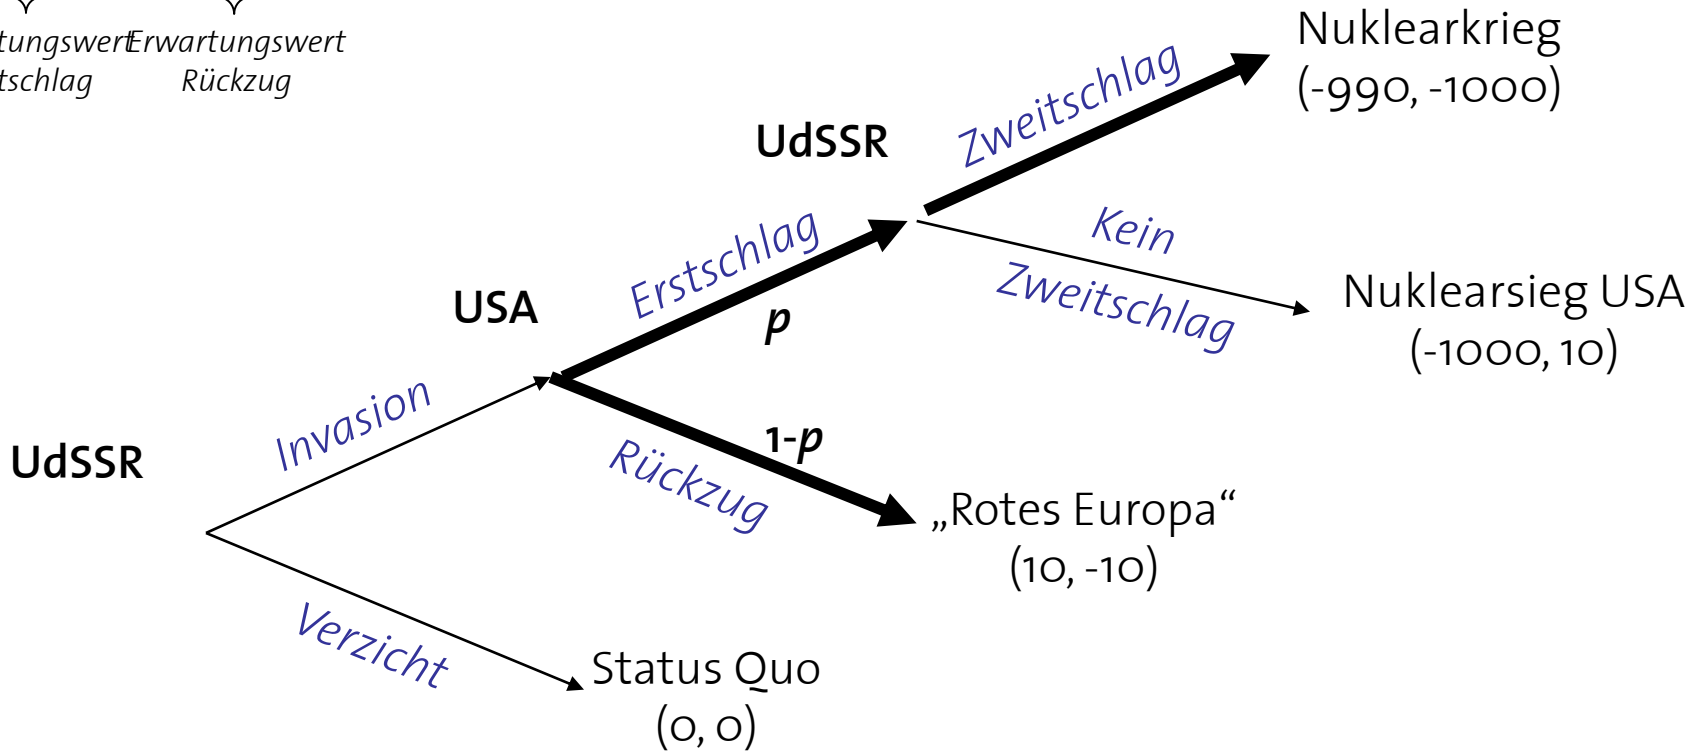 Erwartungswert
Rückzug
Nuklearkrieg
(-990, -1000)
UdSSR
Zweitschlag
Kein
Zweitschlag
Nuklearsieg USA
(-1000, 10)
USA
Erstschlag
p
1-p
Rückzug
„Rotes Europa“
(10, -10)
UdSSR
Invasion
Verzicht
Status Quo
(0, 0)